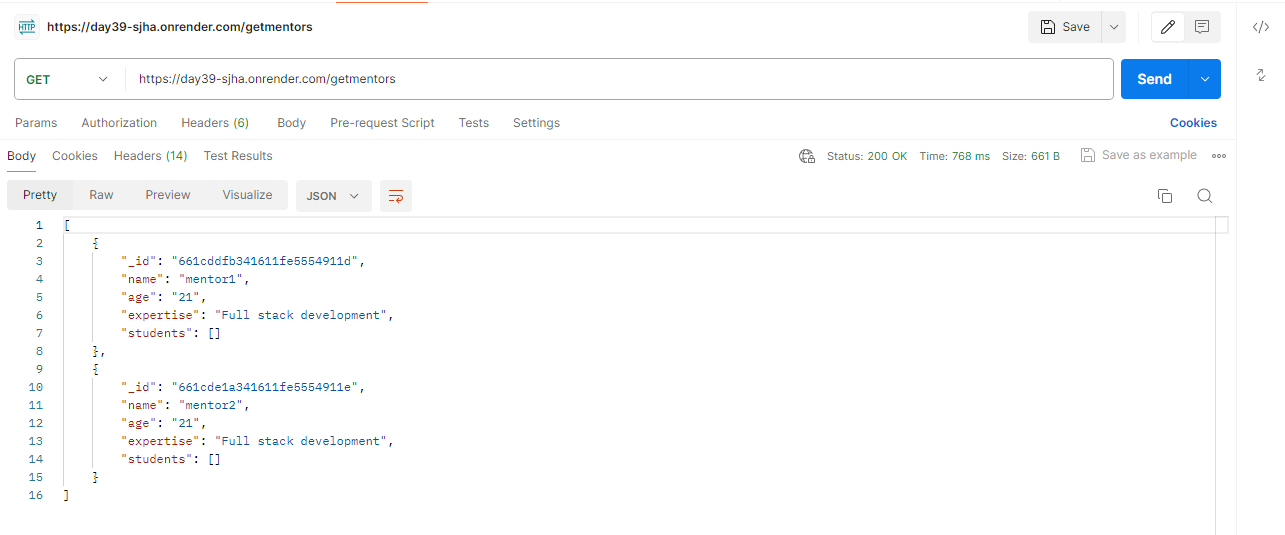 HTTP https://day39-sjha.onrender.com/getmentors Save
GET https://day39-sjha.onrender.com/getmentors Send
Params Authorization Headers (6) Body Pre-request Script Tests Settings Cookies
Body Cookies Headers (14) Test Results Status: 200 OK Time: 768 ms Size: 661 B Save as example
Pretty Raw Preview Visualize JSON
1 [
2 {
3 "_id": "661cddfb341611fe5554911d",
4 "name": "mentor1",
5 "age": "21",
6 "expertise": "Full stack development",
7 "students": []
8 },
9 {
10 "_id": "661cde1a341611fe5554911e",
11 "name": "mentor2",
12 "age": "21",
13 "expertise": "Full stack development",
14 "students": []
15 }
16 ]